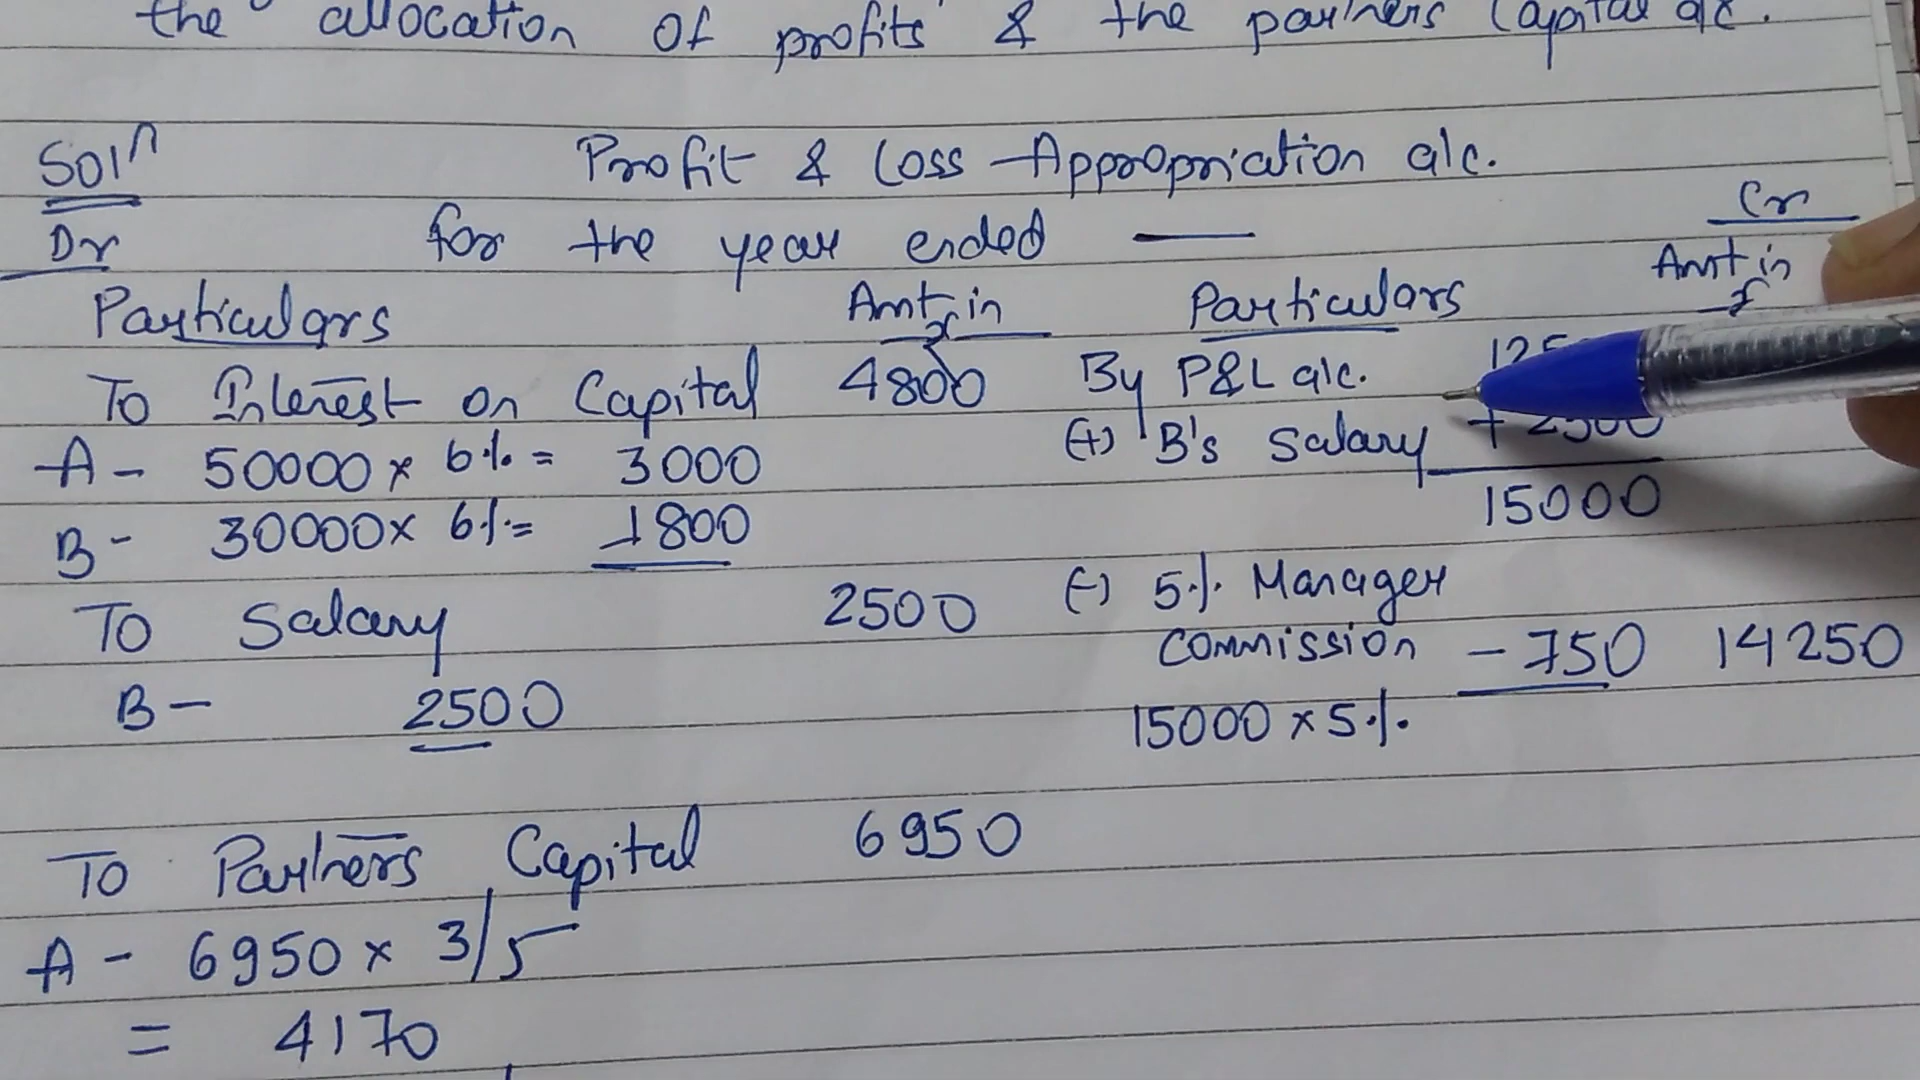 the allocation of profits & the partners Capital a/c.
Solⁿ Profit & Loss Appropriation a/c.
Dr for the year ended — Cr
Particulars Amt in ₹ Particulars Amt in ₹
To Interest on Capital 4800 By P&L a/c.
A - 50000 x 6% = 3000 (+) B's Salary + 2500
B - 30000 x 6% = 1800 15000
To Salary 2500 (-) 5% Manager
Commission - 750 14250
B - 2500 15000 x 5%
To Partners Capital 6950
A - 6950 x 3/5
= 4170